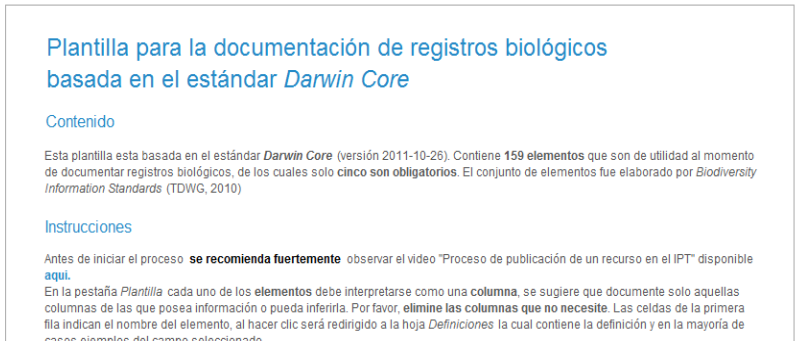 Plantilla para la documentación de registros biológicos
basada en el estándar Darwin Core
Contenido
Esta plantilla esta basada en el estándar Darwin Core (versión 2011-10-26). Contiene 159 elementos que son de utilidad al momento
de documentar registros biológicos, de los cuales solo cinco son obligatorios. El conjunto de elementos fue elaborado por Biodiversity
Information Standards (TDWG, 2010)
Instrucciones
Antes de iniciar el proceso se recomienda fuertemente observar el video "Proceso de publicación de un recurso en el IPT" disponible
aqui.
En la pestaña Plantilla cada uno de los elementos debe interpretarse como una columna, se sugiere que documente solo aquellas
columnas de las que posea información o pueda inferirla. Por favor, elimine las columnas que no necesite. Las celdas de la primera
fila indican el nombre del elemento, al hacer clic será redirigido a la hoja Definiciones la cual contiene la definición y en la mayoría de
casos ejemplos del campo seleccionado